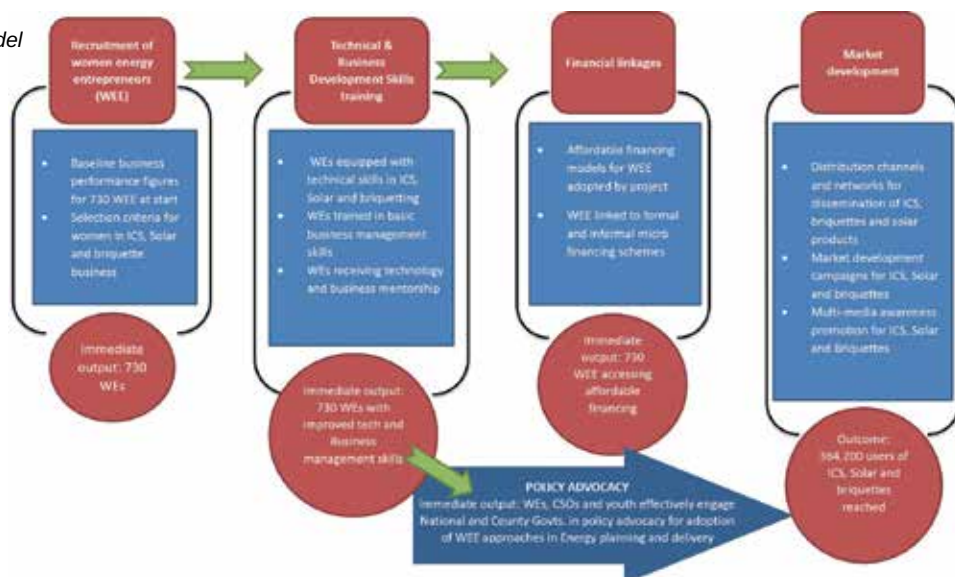 del
Recruitment of
women energy
entrepreneurs
(WEE)
Baseline business
performance figures
for 730 WEE at start
Selection criteria for
women in ICS, Solar
and briquette
business
Immediate
output: 730
WEs
Technical &
Business
Development Skills
training
WEs equipped with
technical skills in ICS,
Solar and briquetting
WEs trained in basic
business management
skills
WEs receiving technology
and business mentorship
Immediate output:
730 WEs with
improved tech and
Business
management skills
Financial linkages
Affordable financing
models for WEE
adopted by project
WEE linked to formal
and informal micro
financing schemes
Immediate
output: 730
WEE accessing
affordable
financing
Market
development
Distribution channels
and networks for
dissemination of ICS,
briquettes and solar
products
Market development
campaigns for ICS, Solar
and briquettes
Multi-media awareness
promotion for ICS, Solar
and briquettes
Outcome:
364,200 users of
ICS, Solar and
briquettes
reached
POLICY ADVOCACY
Immediate output: WEs, CSOs and youth effectively engage
National and County Govts. in policy advocacy for adoption
of WEE approaches in Energy planning and delivery